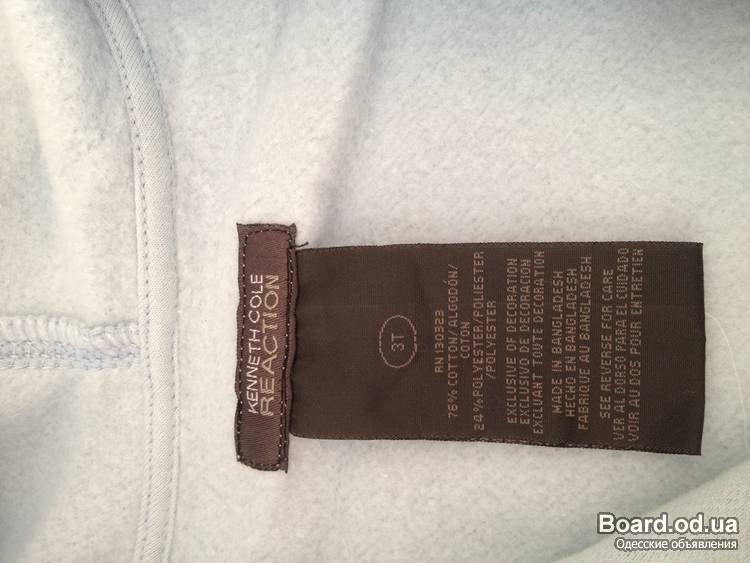 KENNETH COLE
REACTION
3T
RN 130333
76% COTTON/ALGODÓN/
COTON
24%POLYESTER/POLIESTER
/POLYESTER
EXCLUSIVE OF DECORATION
EXCLUSIVO DE DECORACION
EXCLUANT TOUTE DECORATION
MADE IN BANGLADESH
HECHO EN BANGLADESH
FABRIQUE AU BANGLADESH
SEE REVERSE FOR CARE
VER AL DORSO PARA EL CUIDADO
VOIR AU DOS POUR ENTRETIEN
Board.od.ua
Одесские объявления